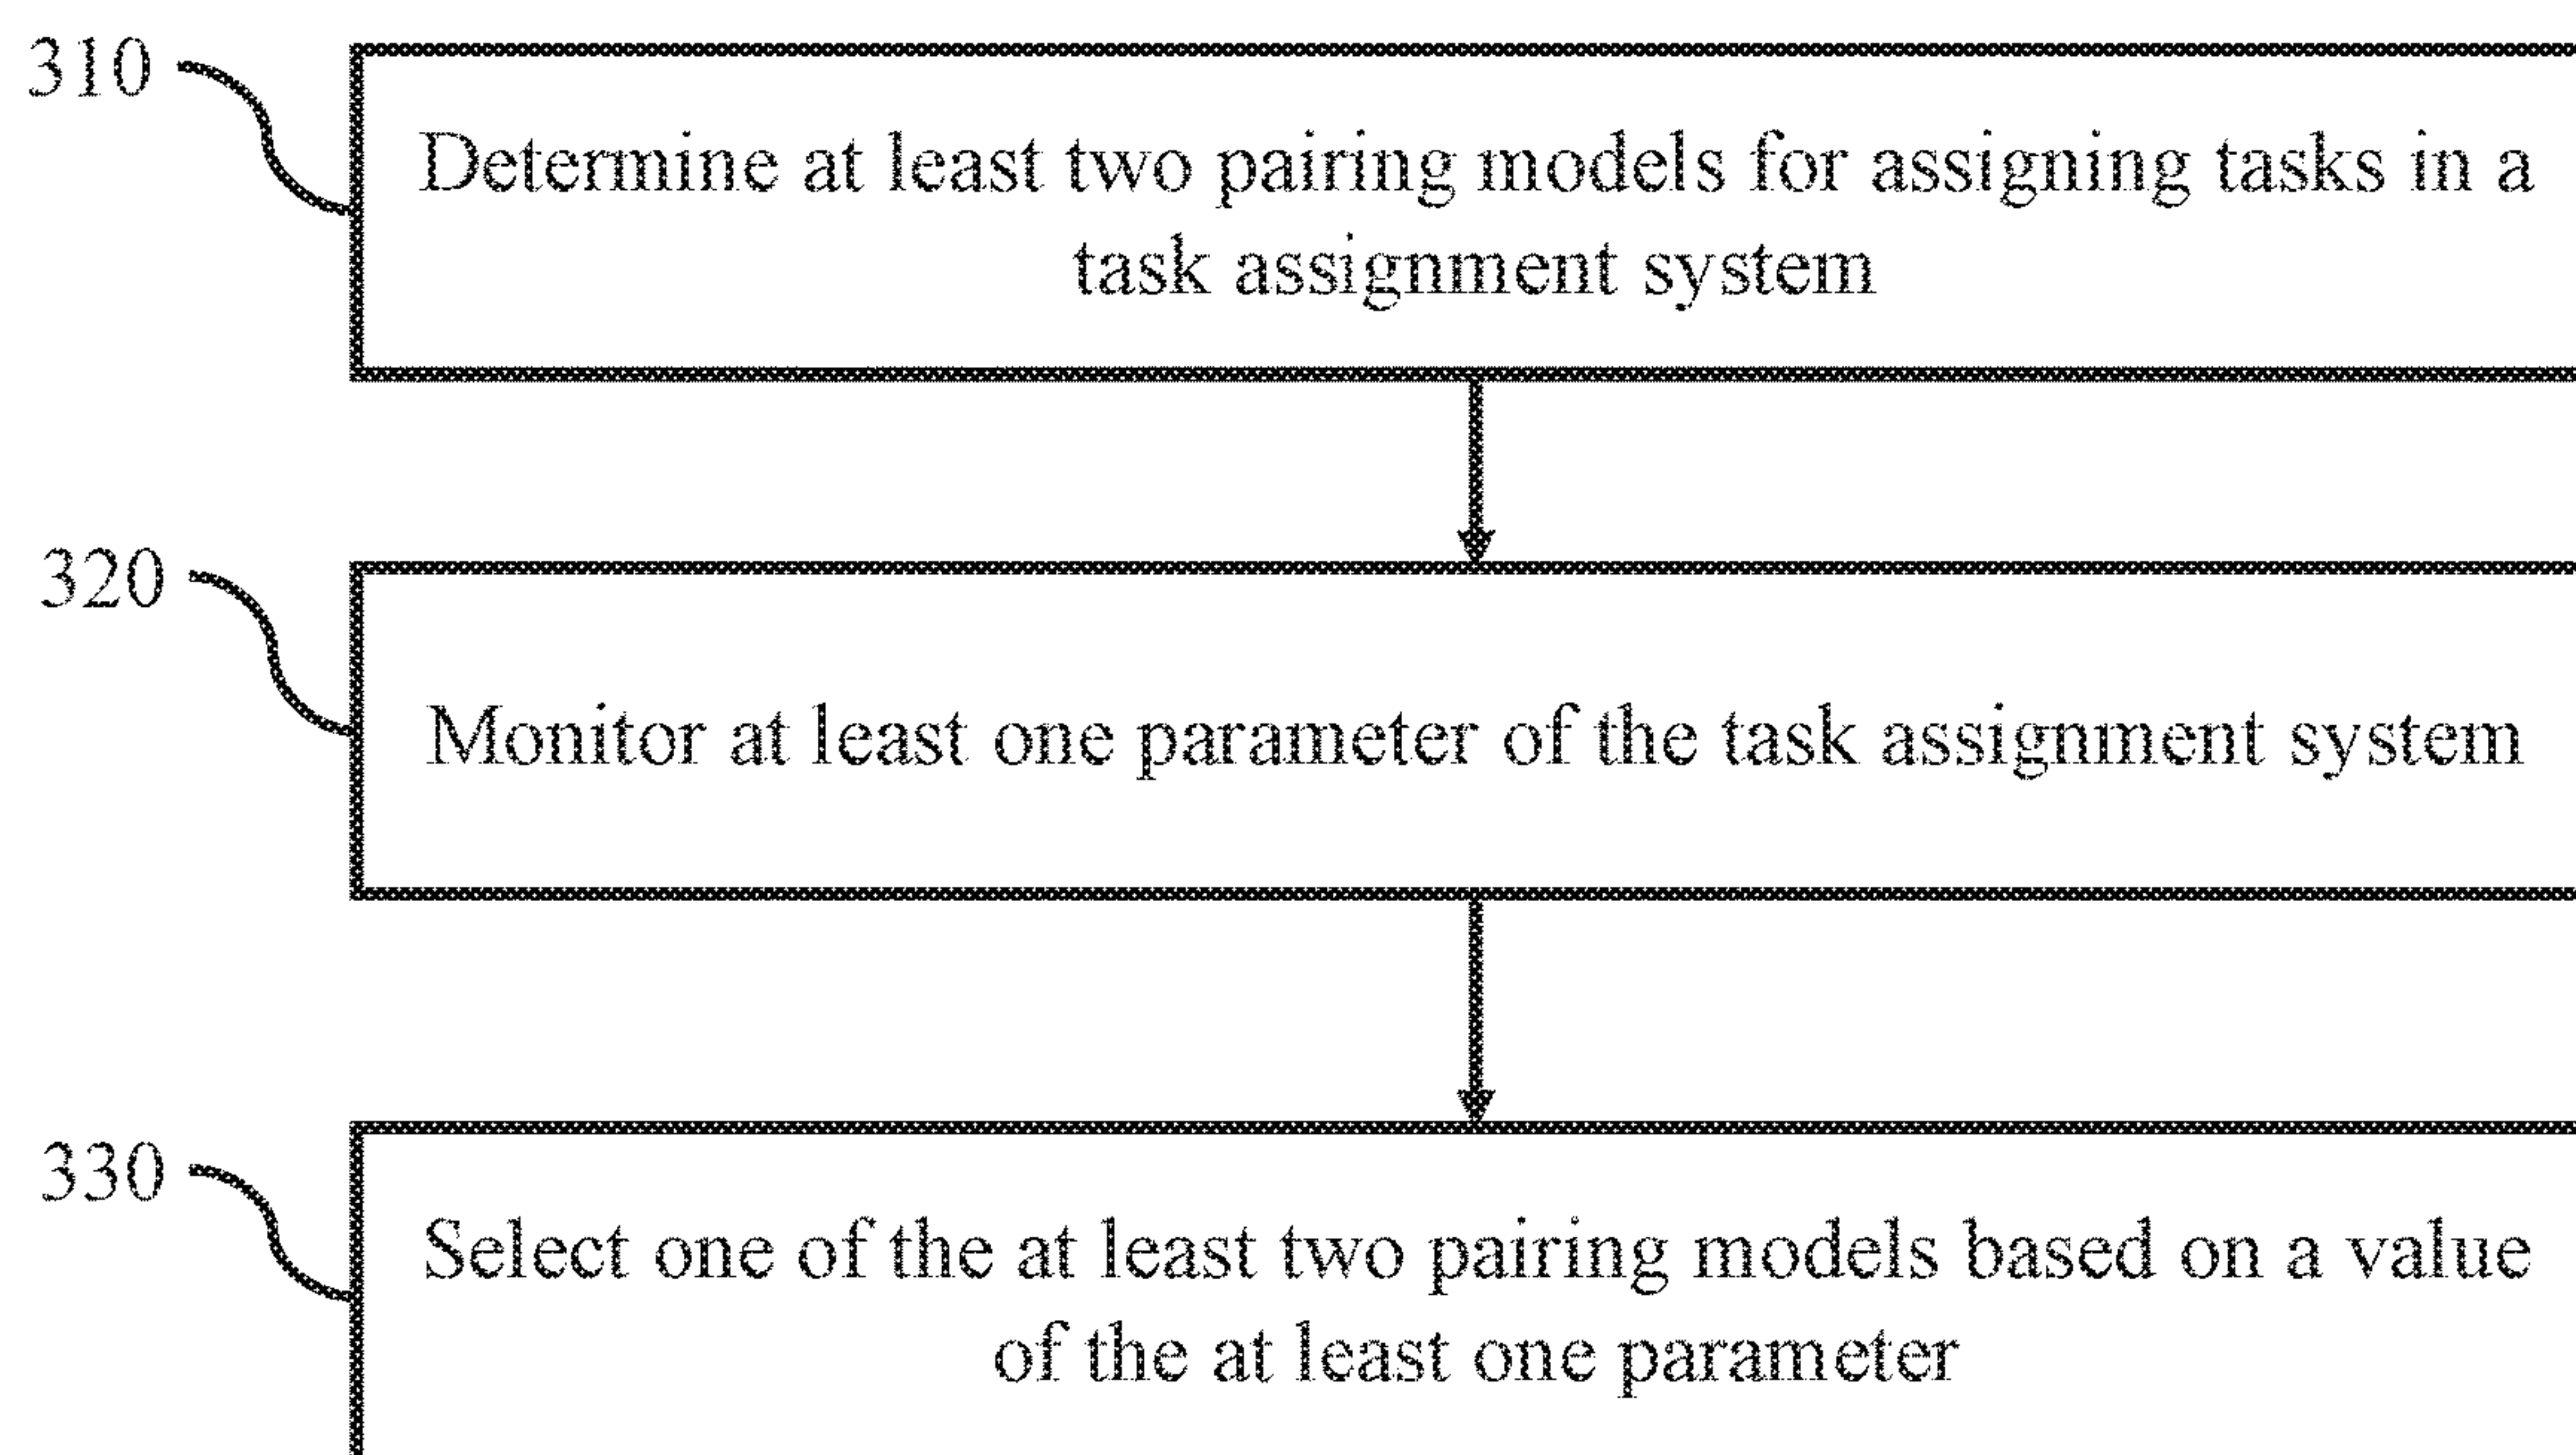 310
Determine at least two pairing models for assigning tasks in a
task assignment system
320
Monitor at least one parameter of the task assignment system
330
Select one of the at least two pairing models based on a value
of the at least one parameter